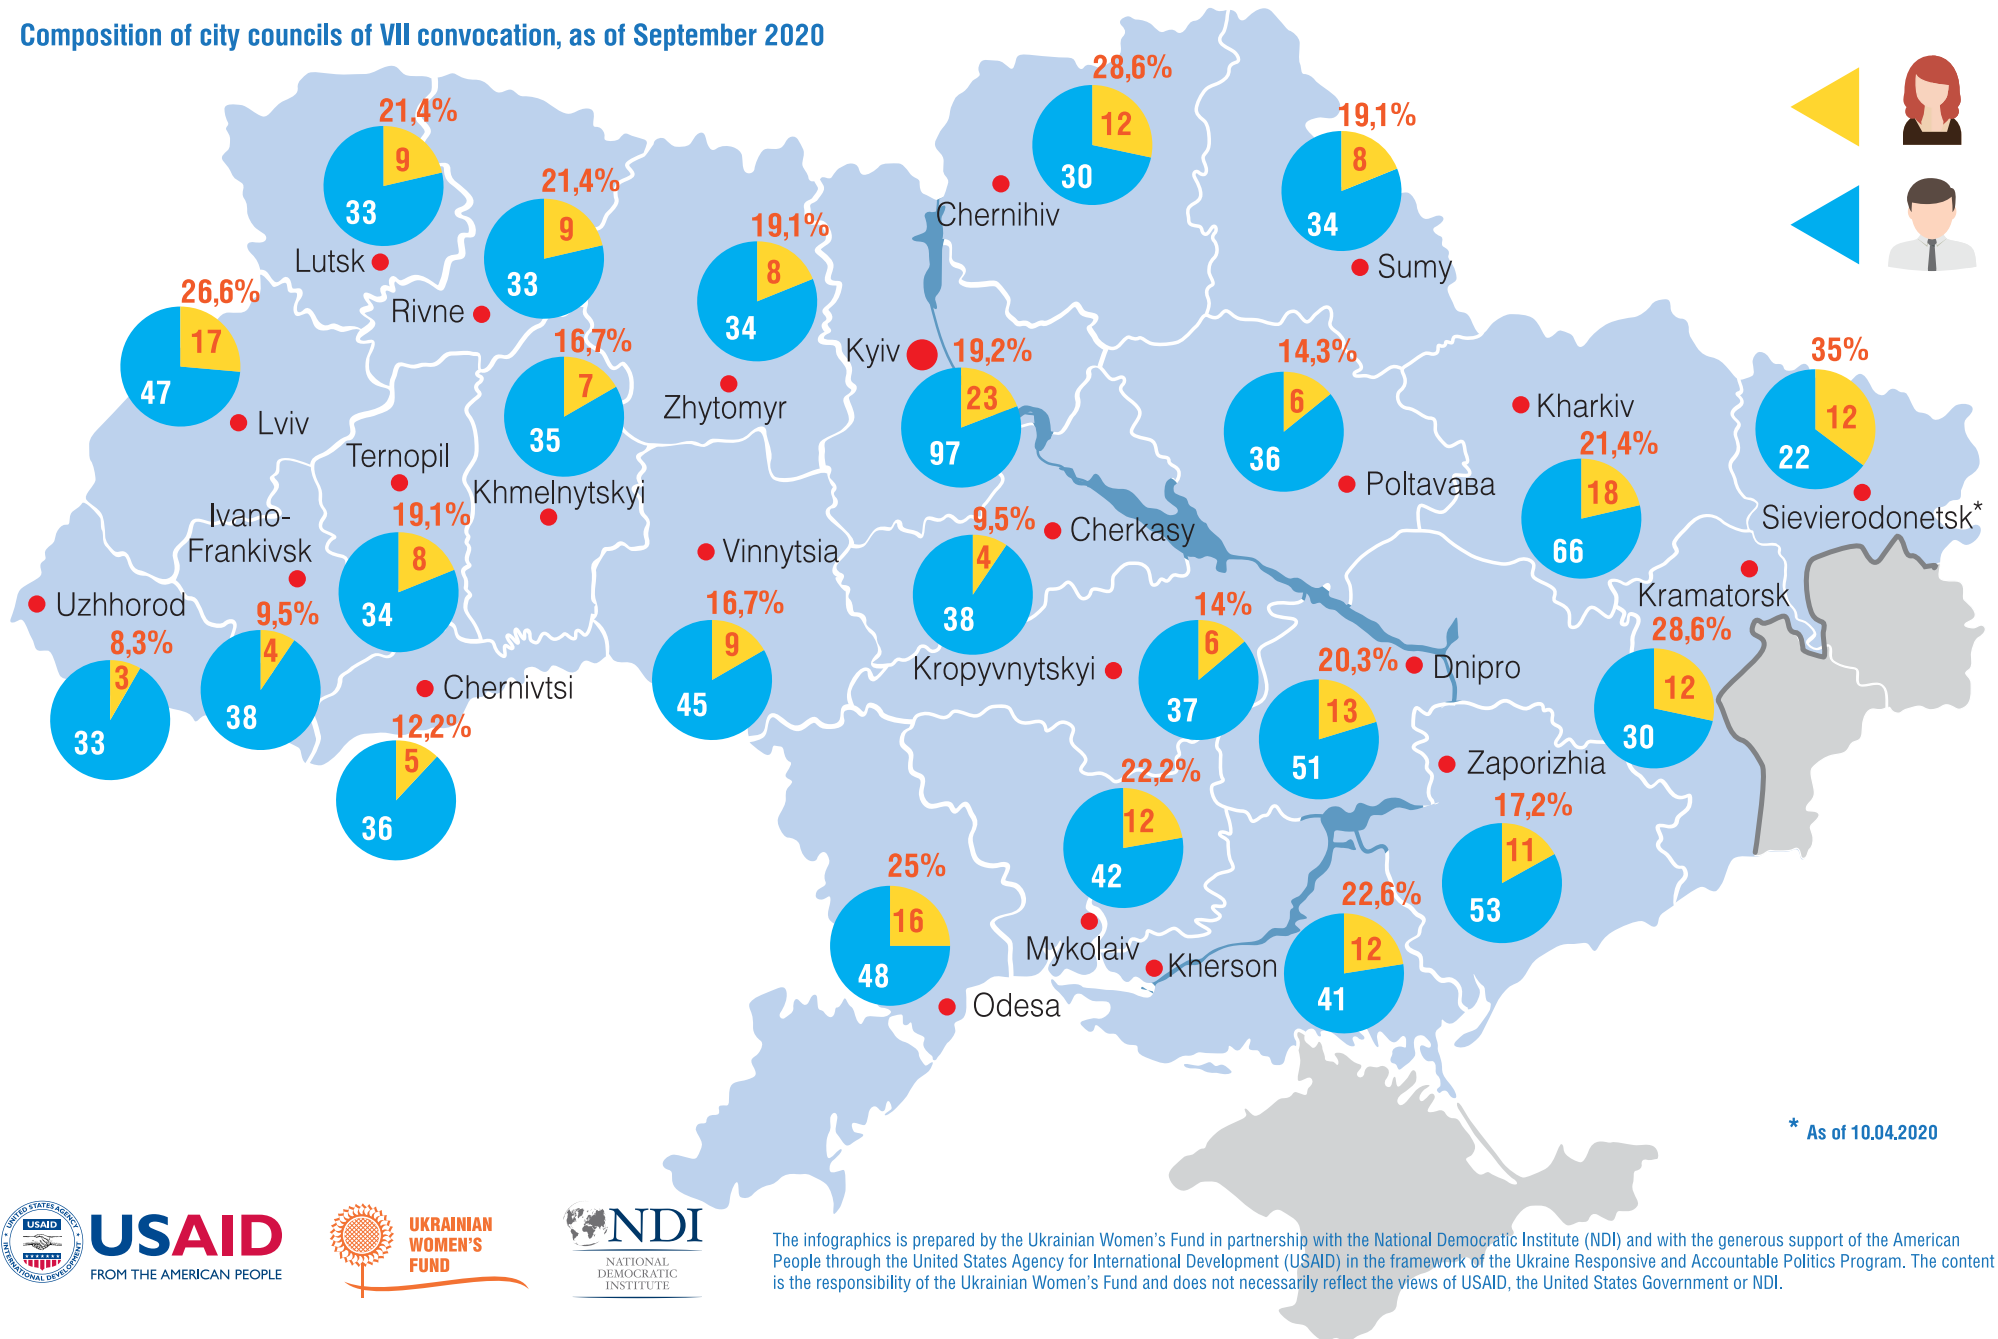 Composition of city councils of VII convocation, as of September 2020
21,4%
9
33
Lutsk
21,4%
9
33
Rivne
19,1%
8
34
Zhytomyr
28,6%
12
30
Chernihiv
19,1%
8
34
Sumy
26,6%
17
47
Lviv
16,7%
7
35
Khmelnytskyi
Kyiv
19,2%
23
97
14,3%
6
36
Poltavaва
Kharkiv
21,4%
18
66
35%
12
22
Sievierodonetsk*
Ternopil
19,1%
8
34
Ivano-
Frankivsk
9,5%
4
38
Uzhhorod
8,3%
3
33
Chernivtsi
12,2%
5
36
Vinnytsia
16,7%
9
45
9,5%
4
38
Cherkasy
Kropyvnytskyi
14%
6
37
20,3%
13
51
Dnipro
Kramatorsk
28,6%
12
30
Zaporizhia
17,2%
11
53
22,2%
12
42
Mykolaiv
25%
16
48
Odesa
Kherson
22,6%
12
41
* As of 10.04.2020
UNITED STATES AGENCY
USAID
INTERNATIONAL DEVELOPMENT
USAID
FROM THE AMERICAN PEOPLE
UKRAINIAN
WOMEN'S
FUND
NDI
NATIONAL
DEMOCRATIC
INSTITUTE
The infographics is prepared by the Ukrainian Women's Fund in partnership with the National Democratic Institute (NDI) and with the generous support of the American
People through the United States Agency for International Development (USAID) in the framework of the Ukraine Responsive and Accountable Politics Program. The content
is the responsibility of the Ukrainian Women's Fund and does not necessarily reflect the views of USAID, the United States Government or NDI.